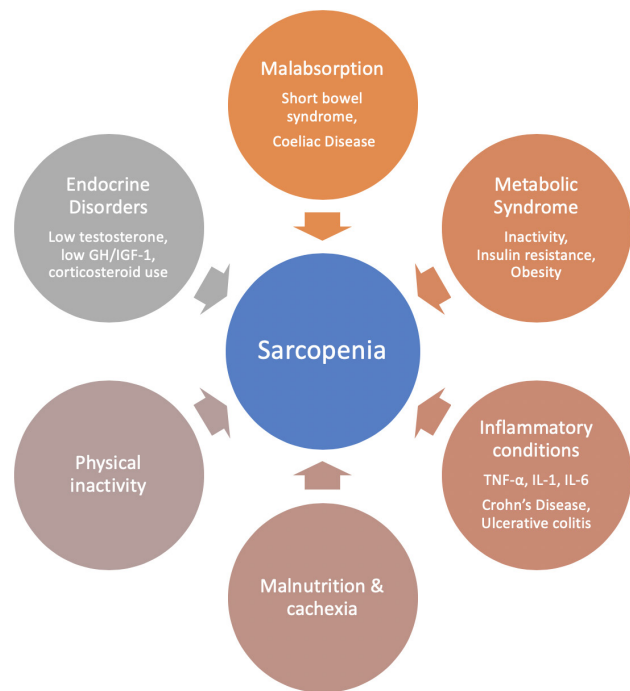 Malabsorption
Short bowel
syndrome,
Coeliac Disease
Endocrine
Disorders
Low testosterone,
low GH/IGF-1,
corticosteroid use
Metabolic
Syndrome
Inactivity,
Insulin resistance,
Obesity
Sarcopenia
Physical
inactivity
Inflammatory
conditions
TNF-α, IL-1, IL-6
Crohn's Disease,
Ulcerative colitis
Malnutrition &
cachexia